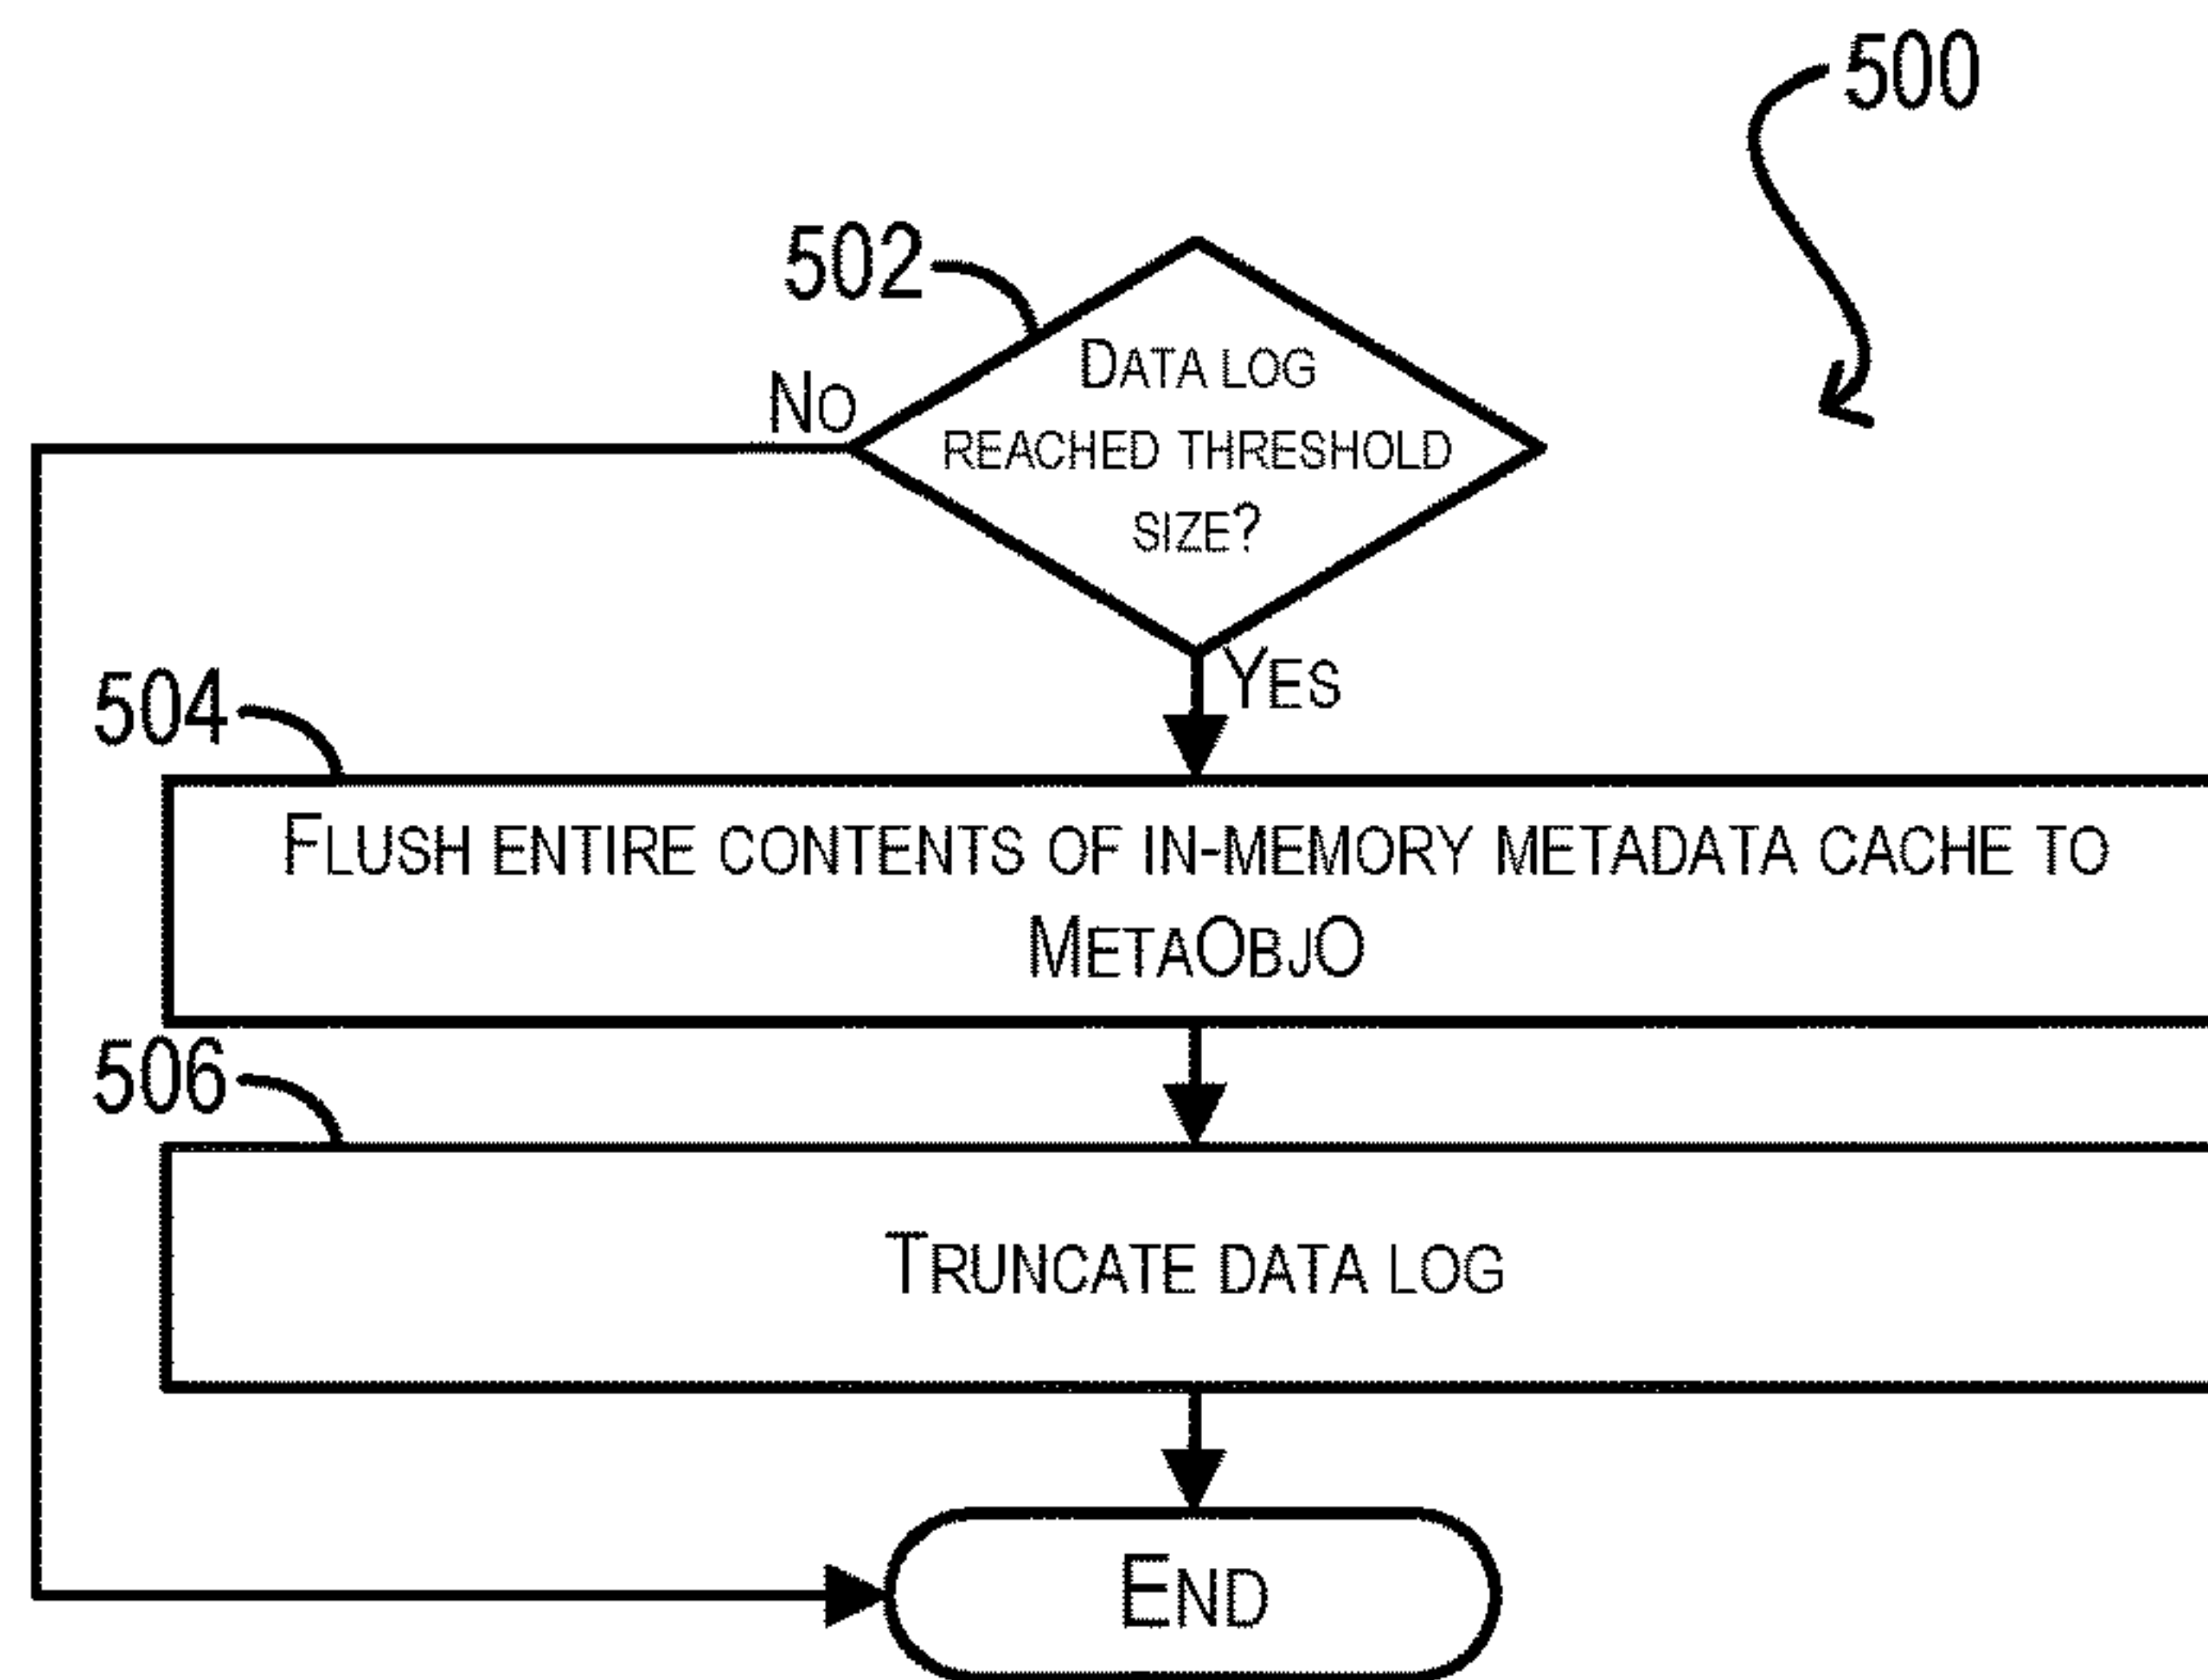 500
502
DATA LOG
REACHED THRESHOLD
SIZE?
NO
YES
504
FLUSH ENTIRE CONTENTS OF IN-MEMORY METADATA CACHE TO
METAOBJO
506
TRUNCATE DATA LOG
END